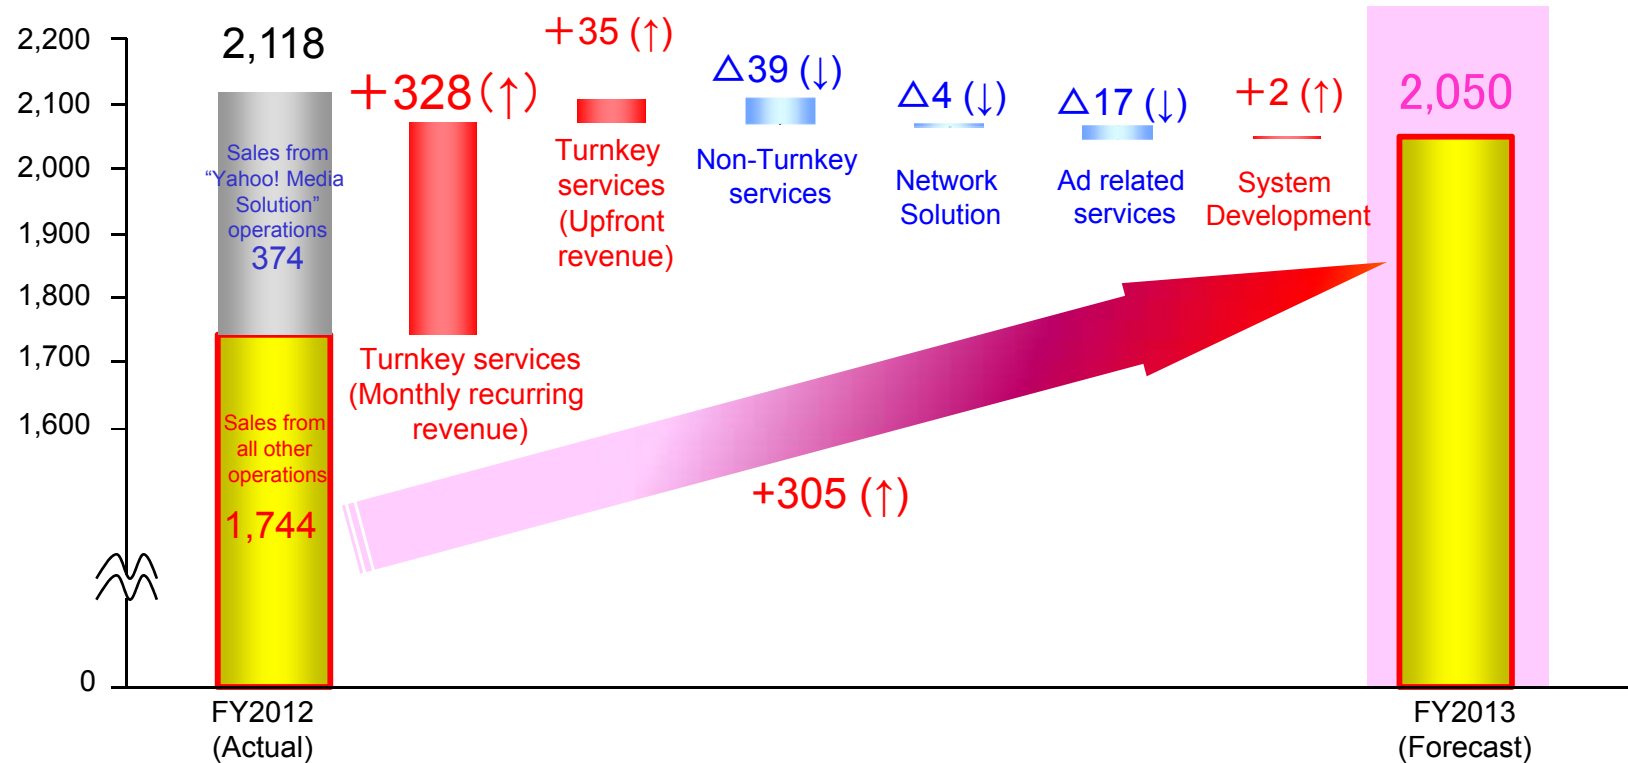 2,200
2,100
2,000
1,900
1,800
1,700
1,600
0
2,118
Sales from
“Yahoo! Media
Solution”
operations
374
Sales from
all other
operations
1,744
FY2012
(Actual)
+328(↑)
Turnkey services
(Monthly recurring
revenue)
+35 (↑)
Turnkey
services
(Upfront
revenue)
△39 (↓)
Non-Turnkey
services
△4 (↓)
Network
Solution
△17 (↓)
Ad related
services
+2 (↑)
System
Development
+305 (↑)
2,050
FY2013
(Forecast)